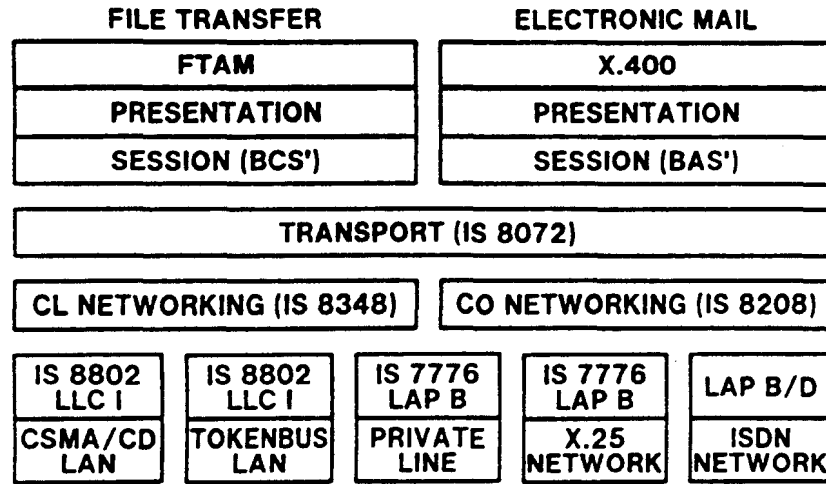 FILE TRANSFER
ELECTRONIC MAIL
FTAM
X.400
PRESENTATION
PRESENTATION
SESSION (BCS')
SESSION (BAS')
TRANSPORT (IS 8072)
CL NETWORKING (IS 8348)
CO NETWORKING (IS 8208)
IS 8802
LLC I
IS 8802
LLC I
IS 7776
LAP B
IS 7776
LAP B
LAP B/D
CSMA/CD
LAN
TOKENBUS
LAN
PRIVATE
LINE
X.25
NETWORK
ISDN
NETWORK